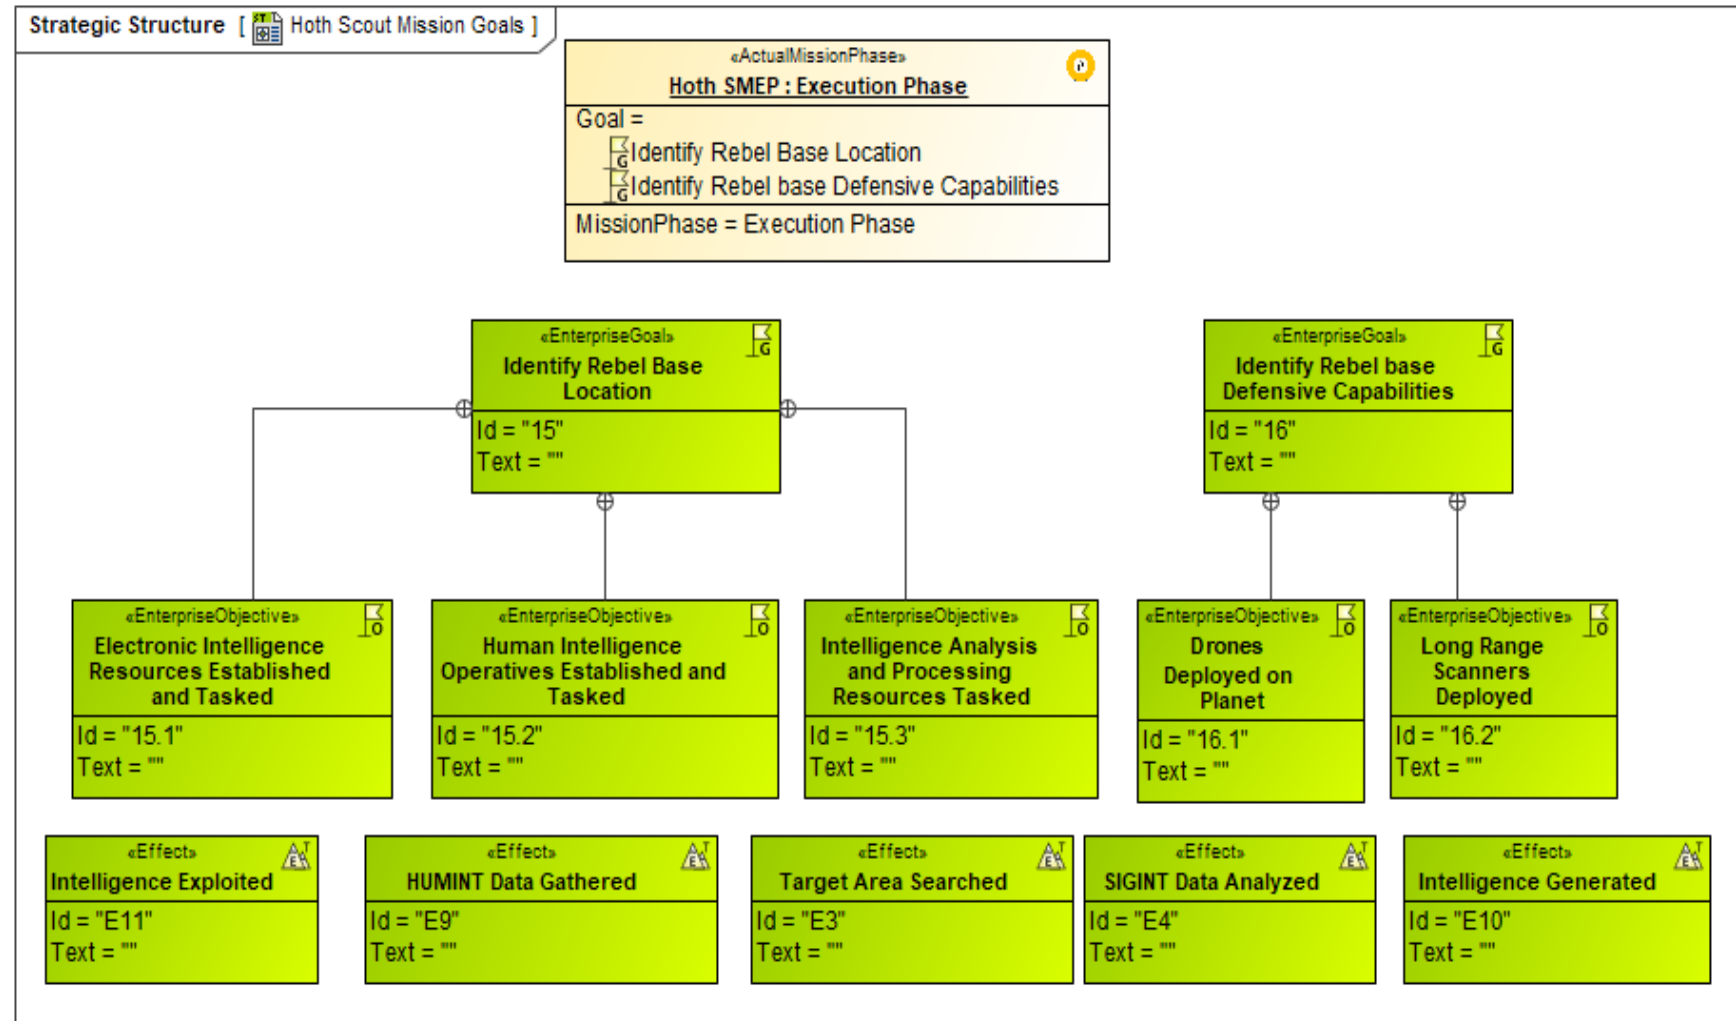 Strategic Structure [ Hoth Scout Mission Goals ]
«ActualMissionPhase»
Hoth SMEP : Execution Phase
Goal =
Identify Rebel Base Location
Identify Rebel base Defensive Capabilities
MissionPhase = Execution Phase
«EnterpriseGoal»
Identify Rebel Base
Location
Id = "15"
Text = ""
«EnterpriseGoal»
Identify Rebel base
Defensive Capabilities
Id = "16"
Text = ""
«EnterpriseObjective»
Electronic Intelligence
Resources Established
and Tasked
Id = "15.1"
Text = ""
«EnterpriseObjective»
Human Intelligence
Operatives Established and
Tasked
Id = "15.2"
Text = ""
«EnterpriseObjective»
Intelligence Analysis
and Processing
Resources Tasked
Id = "15.3"
Text = ""
«EnterpriseObjective»
Drones
Deployed on
Planet
Id = "16.1"
Text = ""
«EnterpriseObjective»
Long Range
Scanners
Deployed
Id = "16.2"
Text = ""
«Effect»
Intelligence Exploited
Id = "E11"
Text = ""
«Effect»
HUMINT Data Gathered
Id = "E9"
Text = ""
«Effect»
Target Area Searched
Id = "E3"
Text = ""
«Effect»
SIGINT Data Analyzed
Id = "E4"
Text = ""
«Effect»
Intelligence Generated
Id = "E10"
Text = ""